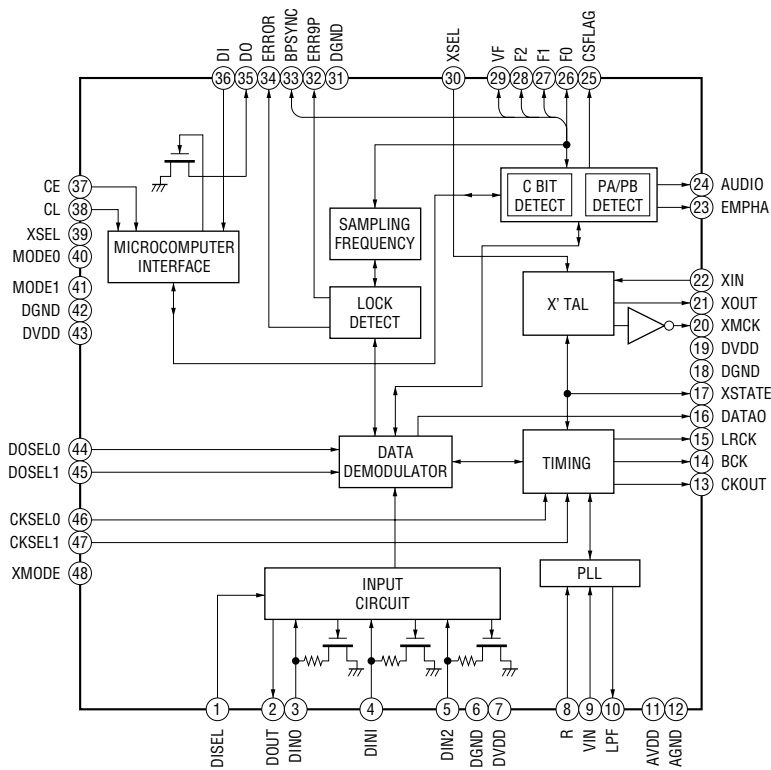 DI
DO
ERROR
BPSYNC
ERR9P
DGND
XSEL
VF
F2
F1
F0
CSFLAG
36
35
34
33
32
31
30
29
28
27
26
25
CE 37
CL 38
XSEL 39
MODE0 40
MODE1 41
DGND 42
DVDD 43
DOSEL0 44
DOSEL1 45
CKSEL0 46
CKSEL1 47
XMODE 48
MICROCOMPUTER
INTERFACE
SAMPLING
FREQUENCY
LOCK
DETECT
C BIT
DETECT
PA/PB
DETECT
X' TAL
DATA
DEMODULATOR
TIMING
INPUT
CIRCUIT
PLL
24 AUDIO
23 EMPHA
22 XIN
21 XOUT
20 XMCK
19 DVDD
18 DGND
17 XSTATE
16 DATAO
15 LRCK
14 BCK
13 CKOUT
1
2
3
4
5
6
7
8
9
10
11
12
DISEL
DOUT
DIN0
DINI
DIN2
DGND
DVDD
R
VIN
LPF
AVDD
AGND